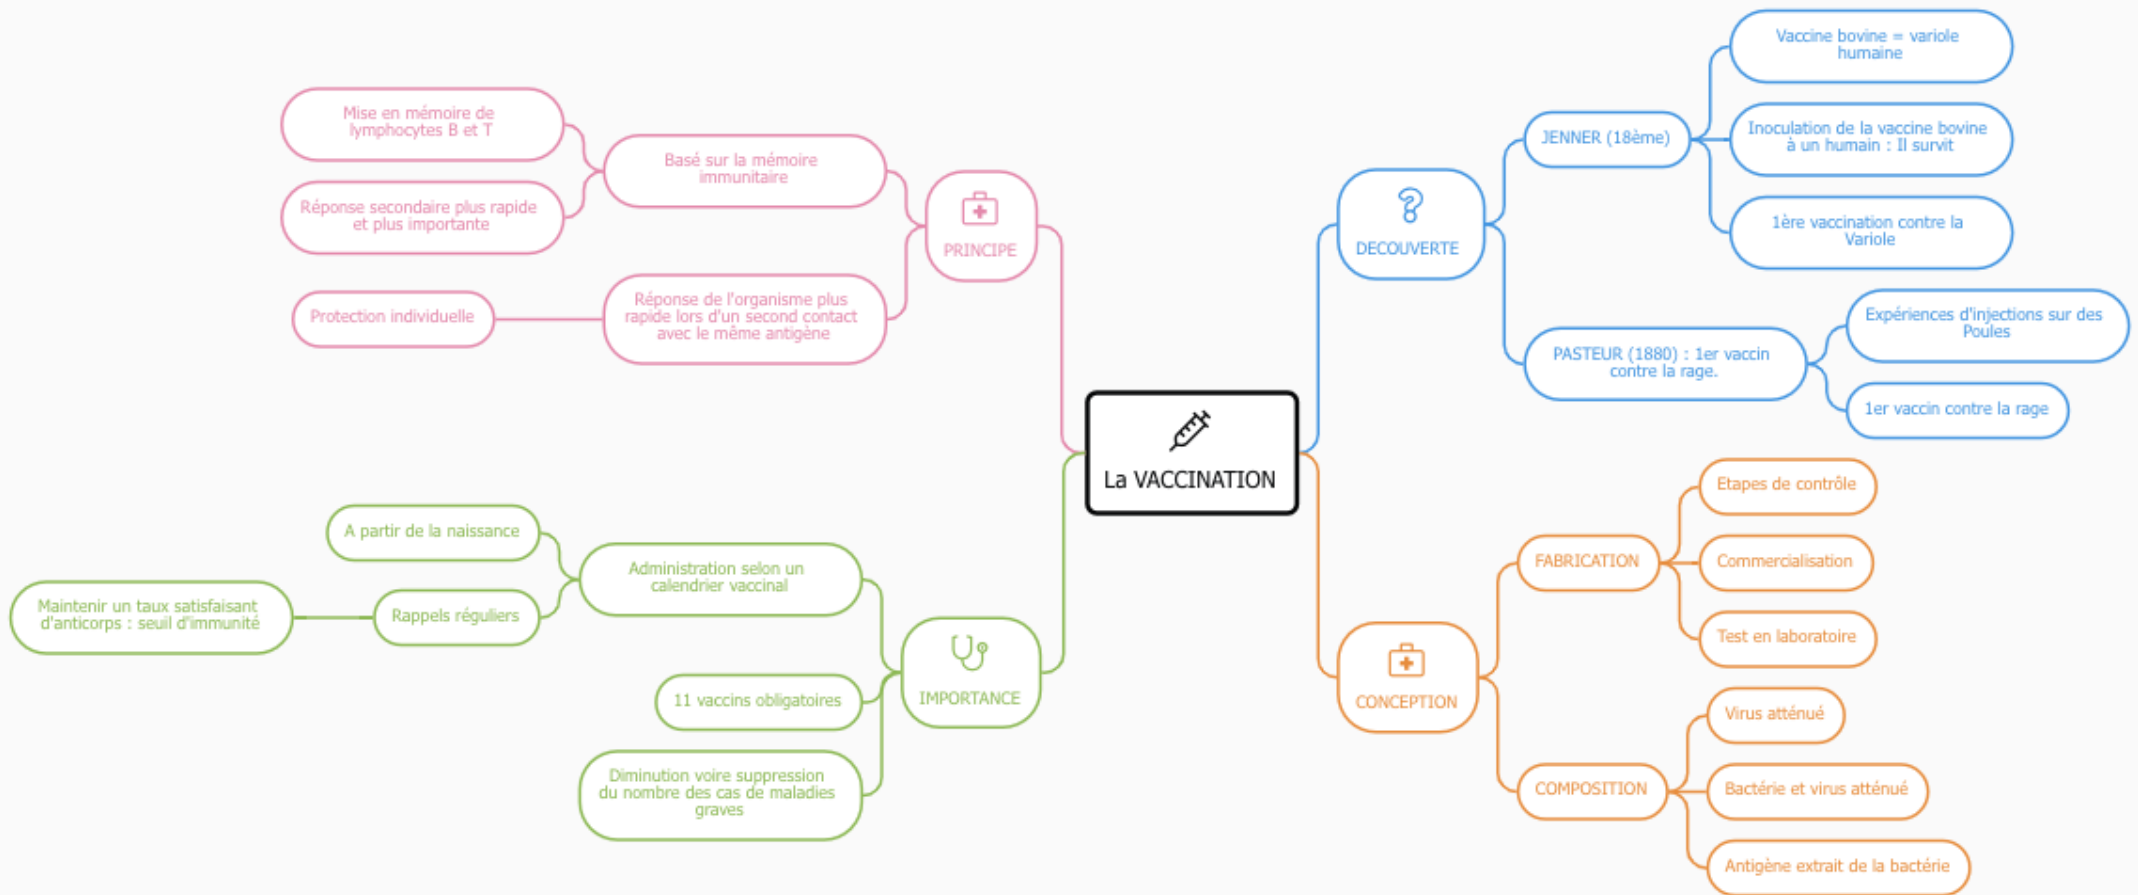 La VACCINATION
PRINCIPE
Basé sur la mémoire
immunitaire
Mise en mémoire de
lymphocytes B et T
Réponse secondaire plus rapide
et plus importante
Réponse de l'organisme plus
rapide lors d'un second contact
avec le même antigène
Protection individuelle
IMPORTANCE
Administration selon un
calendrier vaccinal
A partir de la naissance
Rappels réguliers
Maintenir un taux satisfaisant
d'anticorps : seuil d'immunité
11 vaccins obligatoires
Diminution voire suppression
du nombre des cas de maladies
graves
DECOUVERTE
JENNER (18ème)
Vaccine bovine = variole
humaine
Inoculation de la vaccine bovine
à un humain : Il survit
1ère vaccination contre la
Variole
PASTEUR (1880) : 1er vaccin
contre la rage.
Expériences d'injections sur des
Poules
1er vaccin contre la rage
CONCEPTION
FABRICATION
Etapes de contrôle
Commercialisation
Test en laboratoire
COMPOSITION
Virus atténué
Bactérie et virus atténué
Antigène extrait de la bactérie